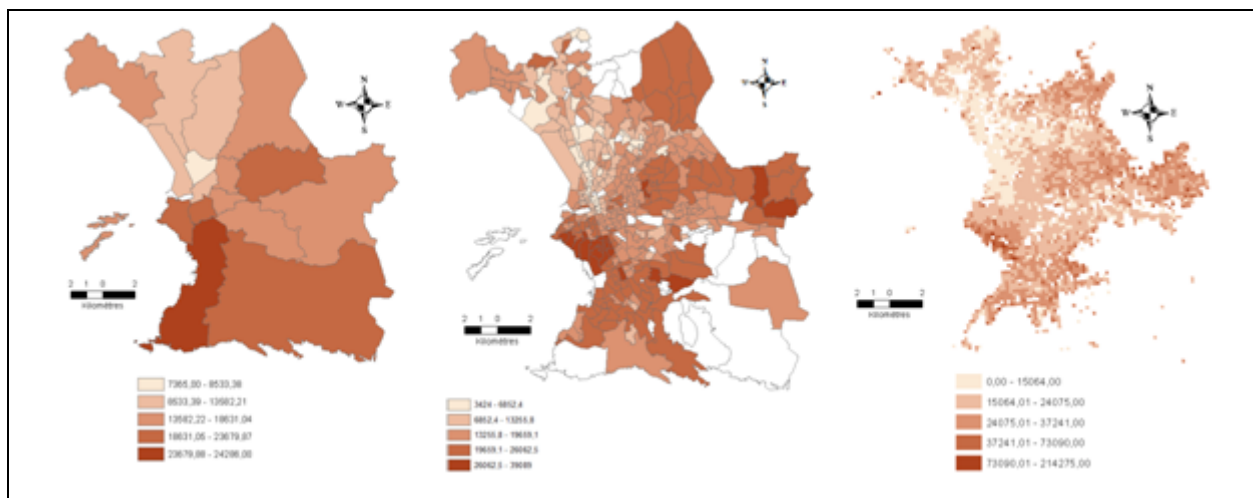 N
W E
S
2 1 0 2
Kilomètres
7365,00 - 8533,38
8533,39 - 13582,21
13582,22 - 18631,04
18631,05 - 23679,87
23679,88 - 24286,00
N
W E
S
2 1 0 2
Kilomètres
3424 - 6852,4
6852,4 - 13255,8
13255,8 - 19659,1
19659,1 - 26062,5
26062,5 - 39089
N
W E
S
2 1 0 2
Kilomètres
0,00 - 15064,00
15064,01 - 24075,00
24075,01 - 37241,00
37241,01 - 73090,00
73090,01 - 214275,00